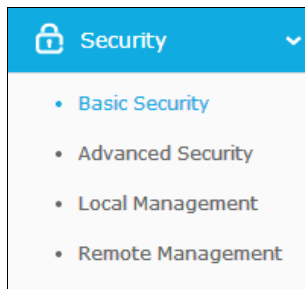 Security
Basic Security
Advanced Security
Local Management
Remote Management